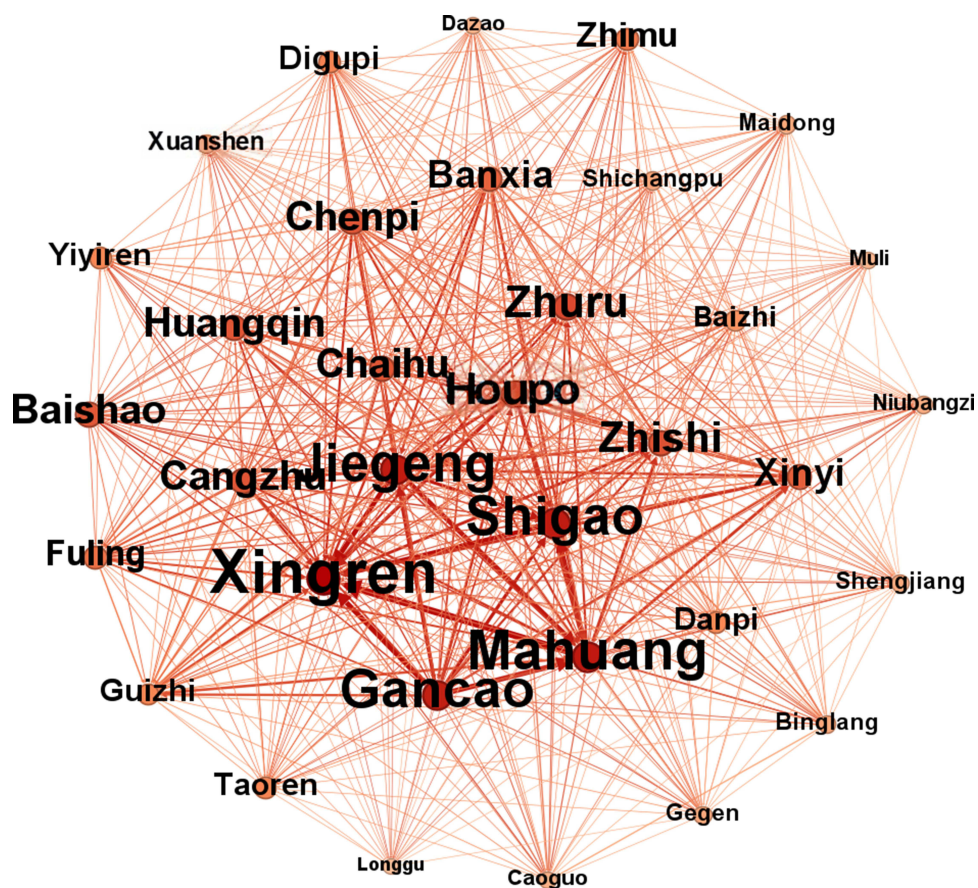 Dazao
Zhimu
Digupi
Maidong
Xuanshen
Banxia
Shichangpu
Chenpi
Yiyiren
Muli
Zhuru
Huangqin
Baizhi
Chaihu
Houpo
Niubangzi
Baishao
Zhishi
Jiegeng
Cangzhu
Xinyi
Shigao
Fuling
Xingren
Shengjiang
Danpi
Mahuang
Gancao
Guizhi
Binglang
Taoren
Gegen
Longgu
Caoguo